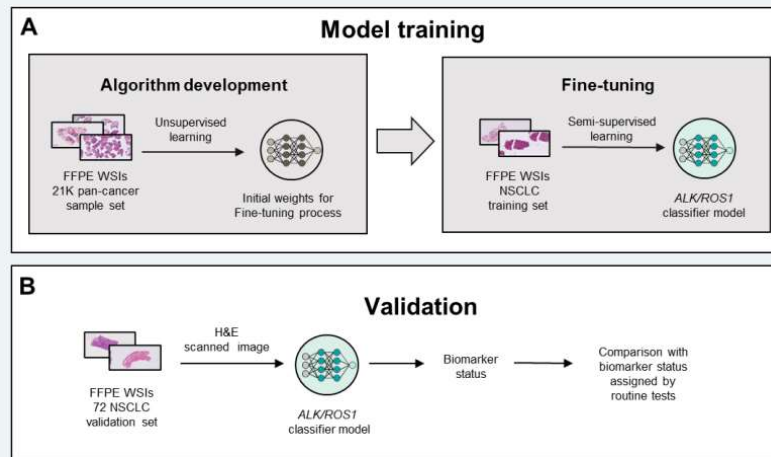 A
Model training
Algorithm development
Unsupervised
learning
FFPE WSIs
21K pan-cancer
sample set
Initial weights for
Fine-tuning process
Fine-tuning
Semi-supervised
learning
FFPE WSIs
NSCLC
training set
ALK/ROS1
classifier model
B
Validation
H&E
scanned image
FFPE WSIs
72 NSCLC
validation set
ALK/ROS1
classifier model
Biomarker
status
Comparison with
biomarker status
assigned by
routine tests